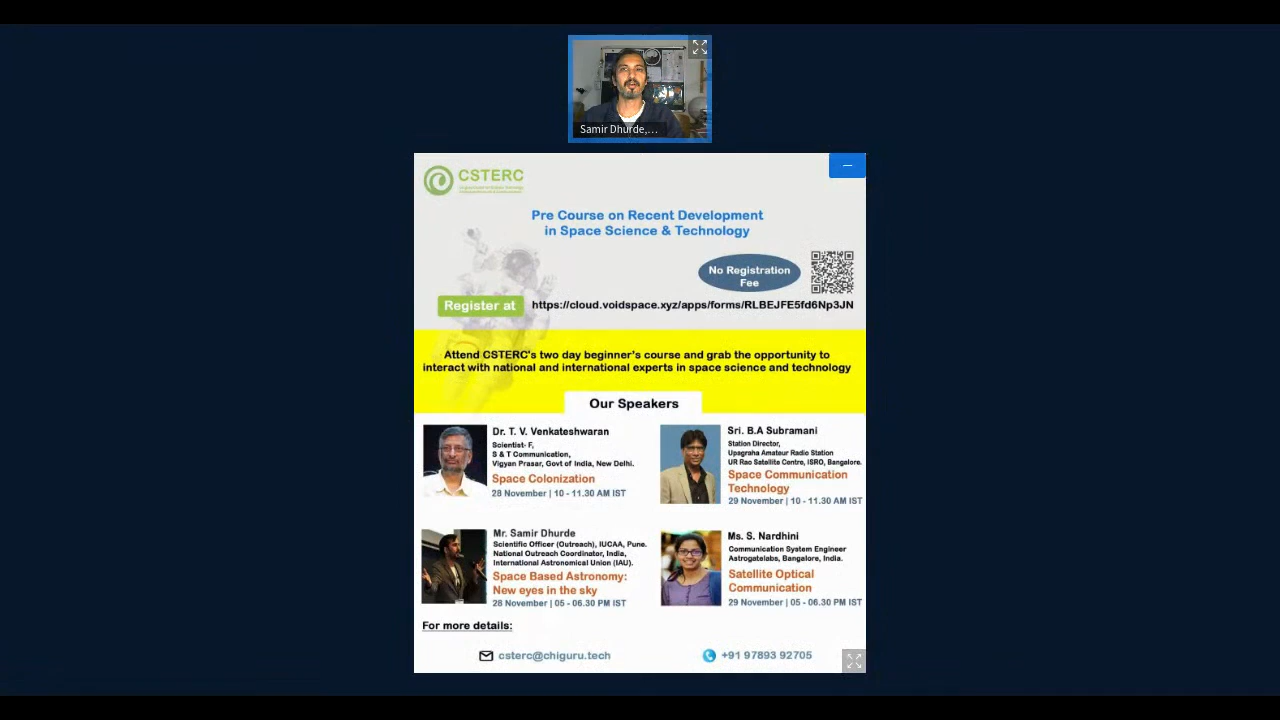 Samir Dhurde,...
CSTERC
Pre Course on Recent Development
in Space Science & Technology
No Registration
Fee
Register at https://cloud.voidspace.xyz/apps/forms/RLBEJFE5fd6Np3JN
Attend CSTERC's two day beginner's course and grab the opportunity to
interact with national and international experts in space science and technology
Our Speakers
Dr. T. V. Venkateshwaran
Scientist- F,
S & T Communication,
Vigyan Prasar, Govt of India, New Delhi.
Space Colonization
28 November | 10 - 11.30 AM IST
Sri. B.A Subramani
Station Director,
Upagraha Amateur Radio Station
UR Rao Satellite Centre, ISRO, Bangalore.
Space Communication
Technology
29 November | 10 - 11.30 AM IST
Mr. Samir Dhurde
Scientific Officer (Outreach), IUCAA, Pune.
National Outreach Coordinator, India,
International Astronomical Union (IAU).
Space Based Astronomy:
New eyes in the sky
28 November | 05 - 06.30 PM IST
Ms. S. Nardhini
Communication System Engineer
Astrogatelabs, Bangalore, India.
Satellite Optical
Communication
29 November | 05 - 06.30 PM IST
For more details:
csterc@chiguru.tech
+91 97893 92705